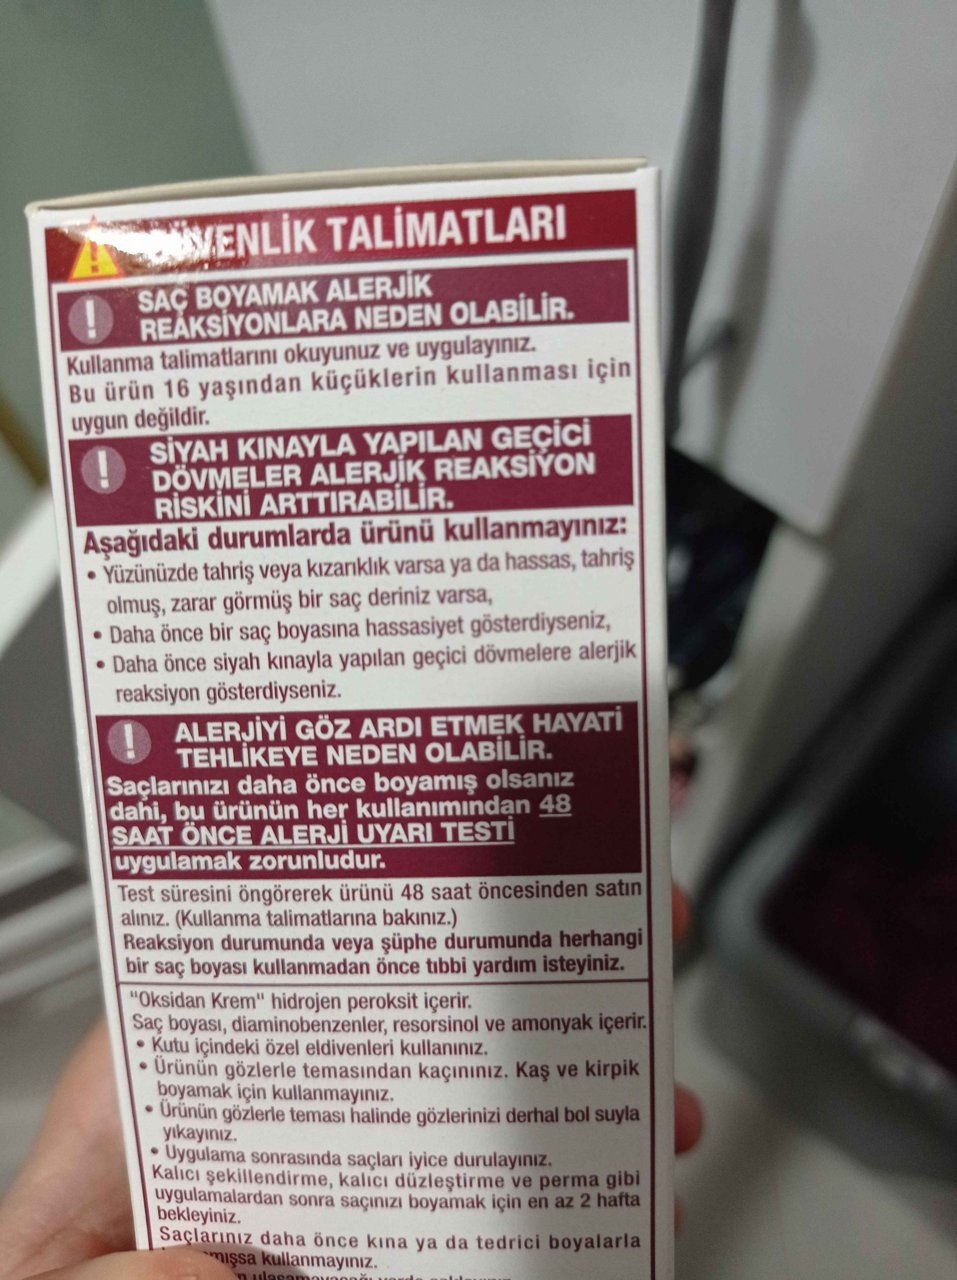 GÜVENLİK TALİMATLARI
SAÇ BOYAMAK ALERJİK
REAKSİYONLARA NEDEN OLABİLİR.
Kullanma talimatlarını okuyunuz ve uygulayınız.
Bu ürün 16 yaşından küçüklerin kullanması için
uygun değildir.
SİYAH KINAYLA YAPILAN GEÇİCİ
DÖVMELER ALERJİK REAKSİYON
RİSKİNİ ARTTIRABİLİR.
Aşağıdaki durumlarda ürünü kullanmayınız:
• Yüzünüzde tahriş veya kızarıklık varsa ya da hassas, tahriş
olmuş, zarar görmüş bir saç deriniz varsa,
• Daha önce bir saç boyasına hassasiyet gösterdiyseniz,
• Daha önce siyah kınayla yapılan geçici dövmelere alerjik
reaksiyon gösterdiyseniz.
ALERJİYİ GÖZ ARDI ETMEK HAYATİ
TEHLİKEYE NEDEN OLABİLİR.
Saçlarınızı daha önce boyamış olsanız
dahi, bu ürünün her kullanımından 48
SAAT ÖNCE ALERJİ UYARI TESTİ
uygulamak zorunludur.
Test süresini öngörerek ürünü 48 saat öncesinden satın
alınız. (Kullanma talimatlarına bakınız.)
Reaksiyon durumunda veya şüphe durumunda herhangi
bir saç boyası kullanmadan önce tıbbi yardım isteyiniz.
"Oksidan Krem" hidrojen peroksit içerir.
Saç boyası, diaminobenzenler, resorsinol ve amonyak içerir.
• Kutu içindeki özel eldivenleri kullanınız.
• Ürünün gözlerle temasından kaçınınız. Kaş ve kirpik
boyamak için kullanmayınız.
• Ürünün gözlerle teması halinde gözlerinizi derhal bol suyla
yıkayınız.
• Uygulama sonrasında saçları iyice durulayınız.
Kalıcı şekillendirme, kalıcı düzleştirme ve perma gibi
uygulamalardan sonra saçınızı boyamak için en az 2 hafta
bekleyiniz.
Saçlarınız daha önce kına ya da tedrici boyalarla
kullanmayınız.